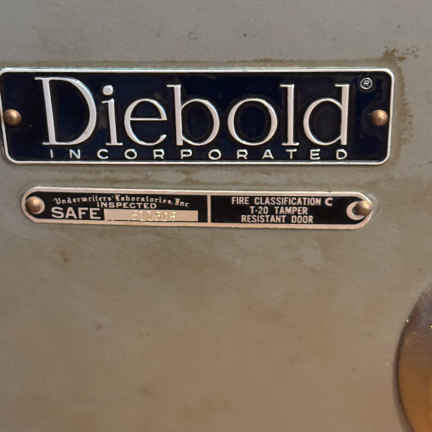 Diebold®
INCORPORATED
Underwriters' Laboratories, Inc
INSPECTED
SAFE
FIRE CLASSIFICATION C
T-20 TAMPER
RESISTANT DOOR